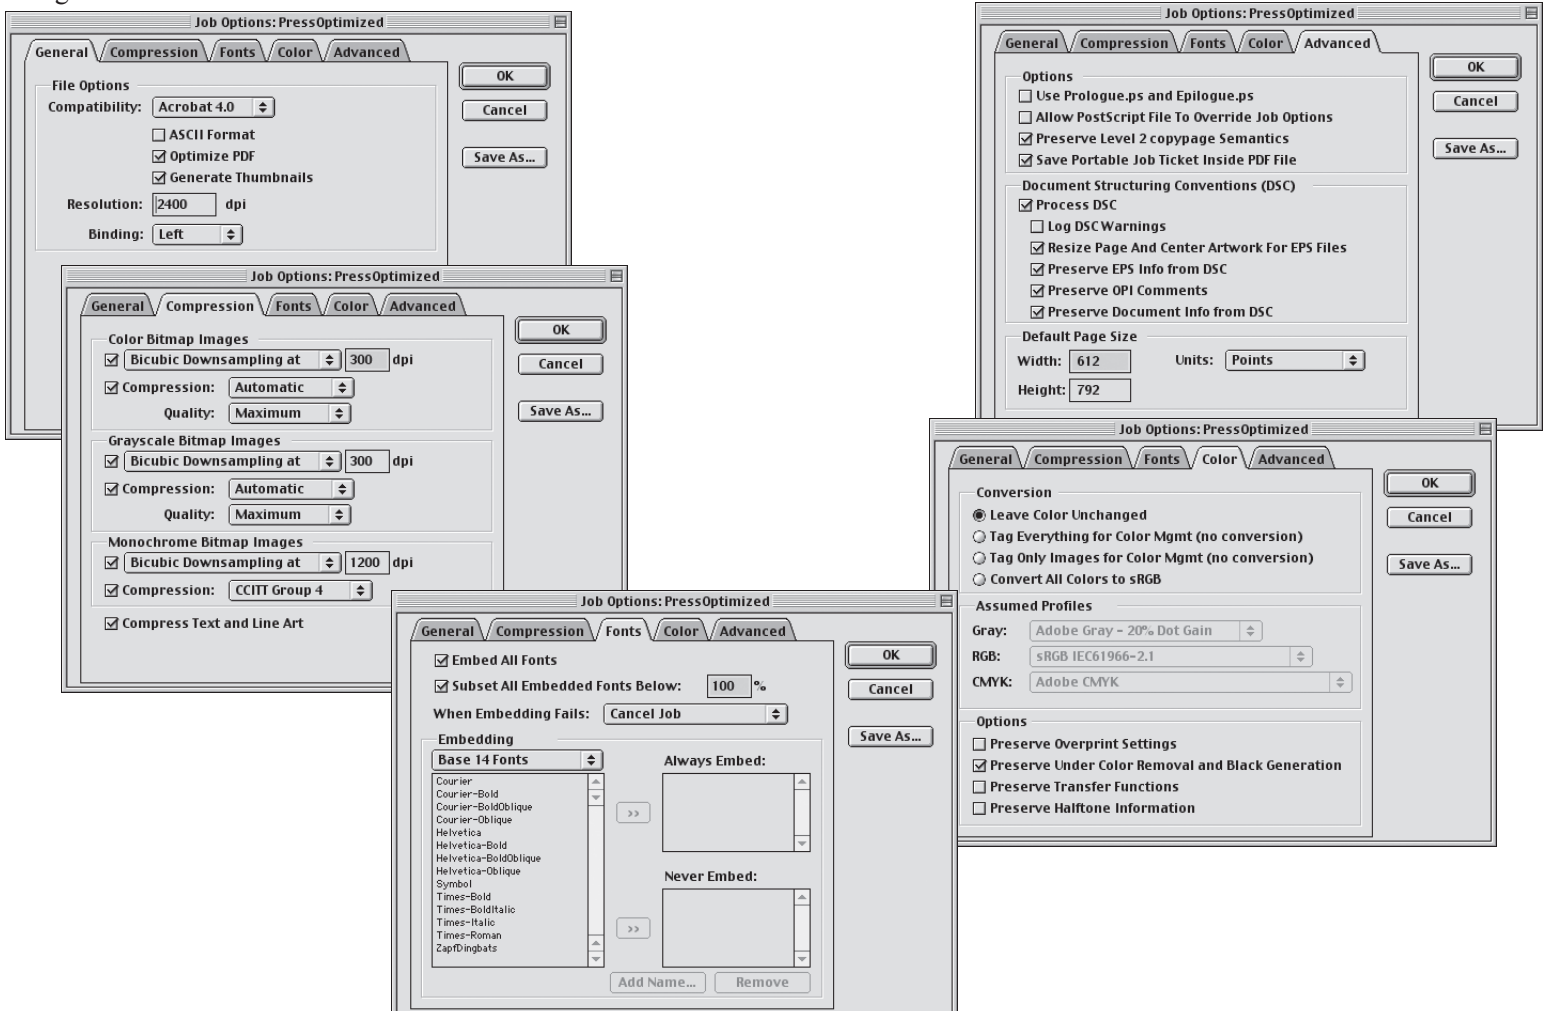 Job Options: PressOptimized
General Compression Fonts Color Advanced
File Options
Compatibility: Acrobat 4.0
ASCII Format
Optimize PDF
Generate Thumbnails
Resolution: 2400 dpi
Binding: Left
OK
Cancel
Save As...
Job Options: PressOptimized
General Compression Fonts Color Advanced
Color Bitmap Images
Bicubic Downsampling at 300 dpi
Compression: Automatic
Quality: Maximum
Grayscale Bitmap Images
Bicubic Downsampling at 300 dpi
Compression: Automatic
Quality: Maximum
Monochrome Bitmap Images
Bicubic Downsampling at 1200 dpi
Compression: CCITT Group 4
Compress Text and Line Art
OK
Cancel
Save As...
Job Options: PressOptimized
General Compression Fonts Color Advanced
Embed All Fonts
Subset All Embedded Fonts Below: 100 %
When Embedding Fails: Cancel Job
Embedding
Base 14 Fonts
Courier
Courier-Bold
Courier-BoldOblique
Courier-Oblique
Helvetica
Helvetica-Bold
Helvetica-BoldOblique
Helvetica-Oblique
Symbol
Times-Bold
Times-BoldItalic
Times-Italic
Times-Roman
ZapfDingbats
>>
>>
Always Embed:
Never Embed:
Add Name... Remove
OK
Cancel
Save As...
Job Options: PressOptimized
General Compression Fonts Color Advanced
Options
Use Prologue.ps and Epilogue.ps
Allow PostScript File To Override Job Options
Preserve Level 2 copypage Semantics
Save Portable Job Ticket Inside PDF File
Document Structuring Conventions (DSC)
Process DSC
Log DSC Warnings
Resize Page And Center Artwork For EPS Files
Preserve EPS Info from DSC
Preserve OPI Comments
Preserve Document Info from DSC
Default Page Size
Width: 612 Units: Points
Height: 792
OK
Cancel
Save As...
Job Options: PressOptimized
General Compression Fonts Color Advanced
Conversion
Leave Color Unchanged
Tag Everything for Color Mgmt (no conversion)
Tag Only Images for Color Mgmt (no conversion)
Convert All Colors to sRGB
Assumed Profiles
Gray: Adobe Gray - 20% Dot Gain
RGB: sRGB IEC61966-2.1
CMYK: Adobe CMYK
Options
Preserve Overprint Settings
Preserve Under Color Removal and Black Generation
Preserve Transfer Functions
Preserve Halftone Information
OK
Cancel
Save As...